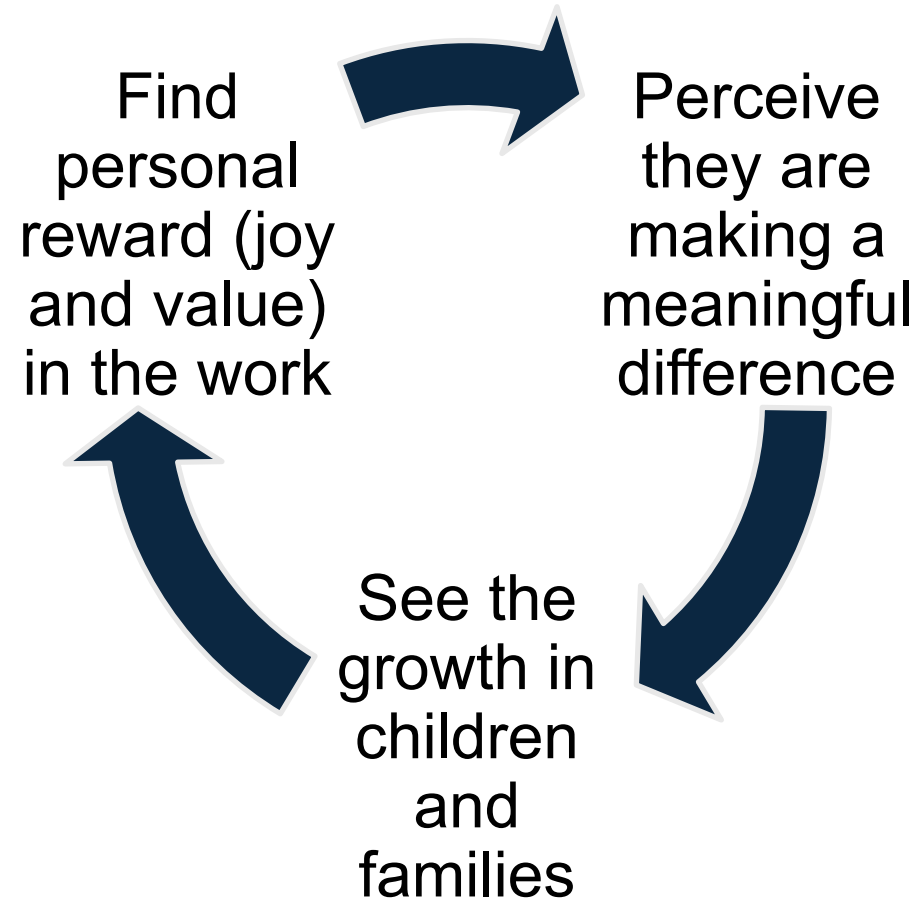 Find
personal
reward (joy
and value)
in the work
Perceive
they are
making a
meaningful
difference
See the
growth in
children
and
families